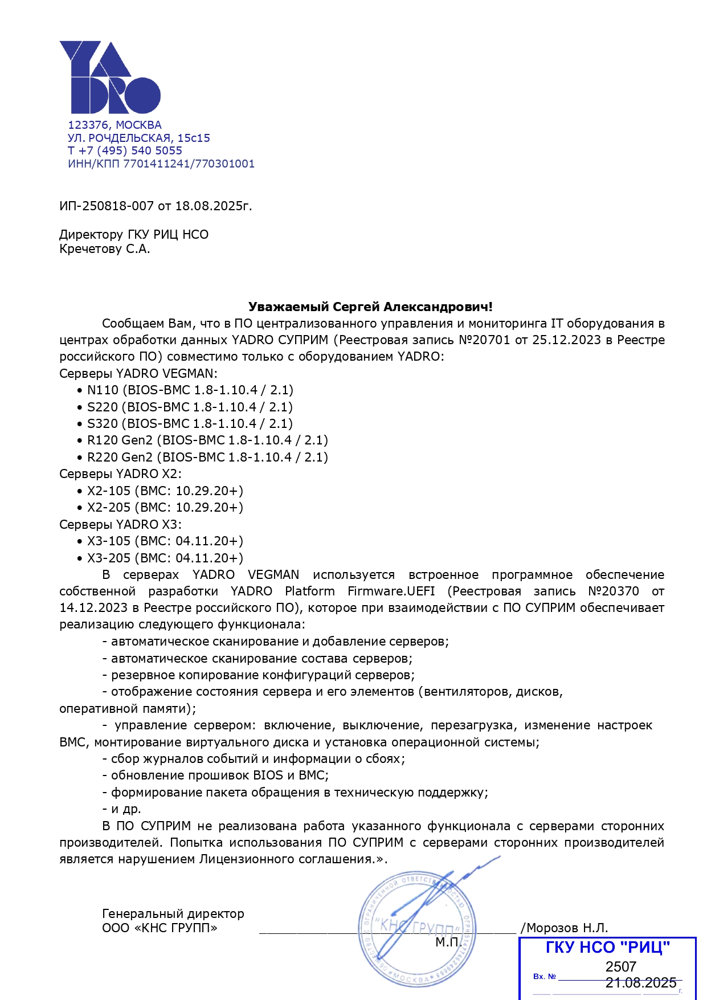 YADRO
123376, МОСКВА
УЛ. РОЧДЕЛЬСКАЯ, 15с15
Т +7 (495) 540 5055
ИНН/КПП 7701411241/770301001
ИП-250818-007 от 18.08.2025г.
Директору ГКУ РИЦ НСО
Кречетову С.А.
Уважаемый Сергей Александрович!
Сообщаем Вам, что в ПО централизованного управления и мониторинга IT оборудования в
центрах обработки данных YADRO СУПРИМ (Реестровая запись №20701 от 25.12.2023 в Реестре
российского ПО) совместимо только с оборудованием YADRO:
Серверы YADRO VEGMAN:
• N110 (BIOS-BMC 1.8-1.10.4 / 2.1)
• S220 (BIOS-BMC 1.8-1.10.4 / 2.1)
• S320 (BIOS-BMC 1.8-1.10.4 / 2.1)
• R120 Gen2 (BIOS-BMC 1.8-1.10.4 / 2.1)
• R220 Gen2 (BIOS-BMC 1.8-1.10.4 / 2.1)
Серверы YADRO X2:
• X2-105 (BMC: 10.29.20+)
• X2-205 (BMC: 10.29.20+)
Серверы YADRO X3:
• X3-105 (BMC: 04.11.20+)
• X3-205 (BMC: 04.11.20+)
В серверах YADRO VEGMAN используется встроенное программное обеспечение
собственной разработки YADRO Platform Firmware.UEFI (Реестровая запись №20370 от
14.12.2023 в Реестре российского ПО), которое при взаимодействии с ПО СУПРИМ обеспечивает
реализацию следующего функционала:
- автоматическое сканирование и добавление серверов;
- автоматическое сканирование состава серверов;
- резервное копирование конфигураций серверов;
- отображение состояния сервера и его элементов (вентиляторов, дисков,
оперативной памяти);
- управление сервером: включение, выключение, перезагрузка, изменение настроек
BMC, монтирование виртуального диска и установка операционной системы;
- сбор журналов событий и информации о сбоях;
- обновление прошивок BIOS и BMC;
- формирование пакета обращения в техническую поддержку;
- и др.
В ПО СУПРИМ не реализована работа указанного функционала с серверами сторонних
производителей. Попытка использования ПО СУПРИМ с серверами сторонних производителей
является нарушением Лицензионного соглашения.».
Генеральный директор
ООО «КНС ГРУПП» /Морозов Н.Л.
М.П.
ОБЩЕСТВО С ОГРАНИЧЕННОЙ ОТВЕТСТВЕННОСТЬЮ ОГРН 5147746249668
"КНС ГРУПП"
* МОСКВА *
ГКУ НСО "РИЦ"
2507
Вх. №
21.08.2025
г.